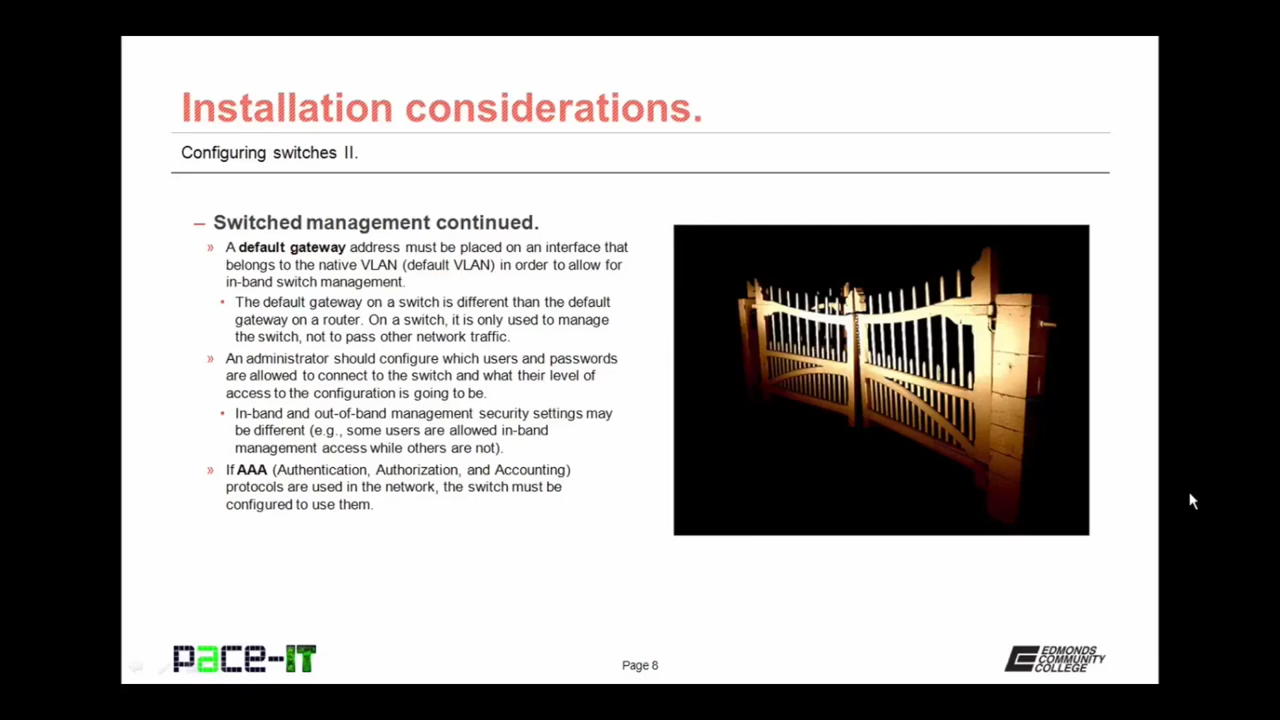 Installation considerations.
Configuring switches II.
– Switched management continued.
» A default gateway address must be placed on an interface that
belongs to the native VLAN (default VLAN) in order to allow for
in-band switch management.
• The default gateway on a switch is different than the default
gateway on a router. On a switch, it is only used to manage
the switch, not to pass other network traffic.
» An administrator should configure which users and passwords
are allowed to connect to the switch and what their level of
access to the configuration is going to be.
• In-band and out-of-band management security settings may
be different (e.g., some users are allowed in-band
management access while others are not).
» If AAA (Authentication, Authorization, and Accounting)
protocols are used in the network, the switch must be
configured to use them.
pace-IT
Page 8
EDMONDS
COMMUNITY
COLLEGE